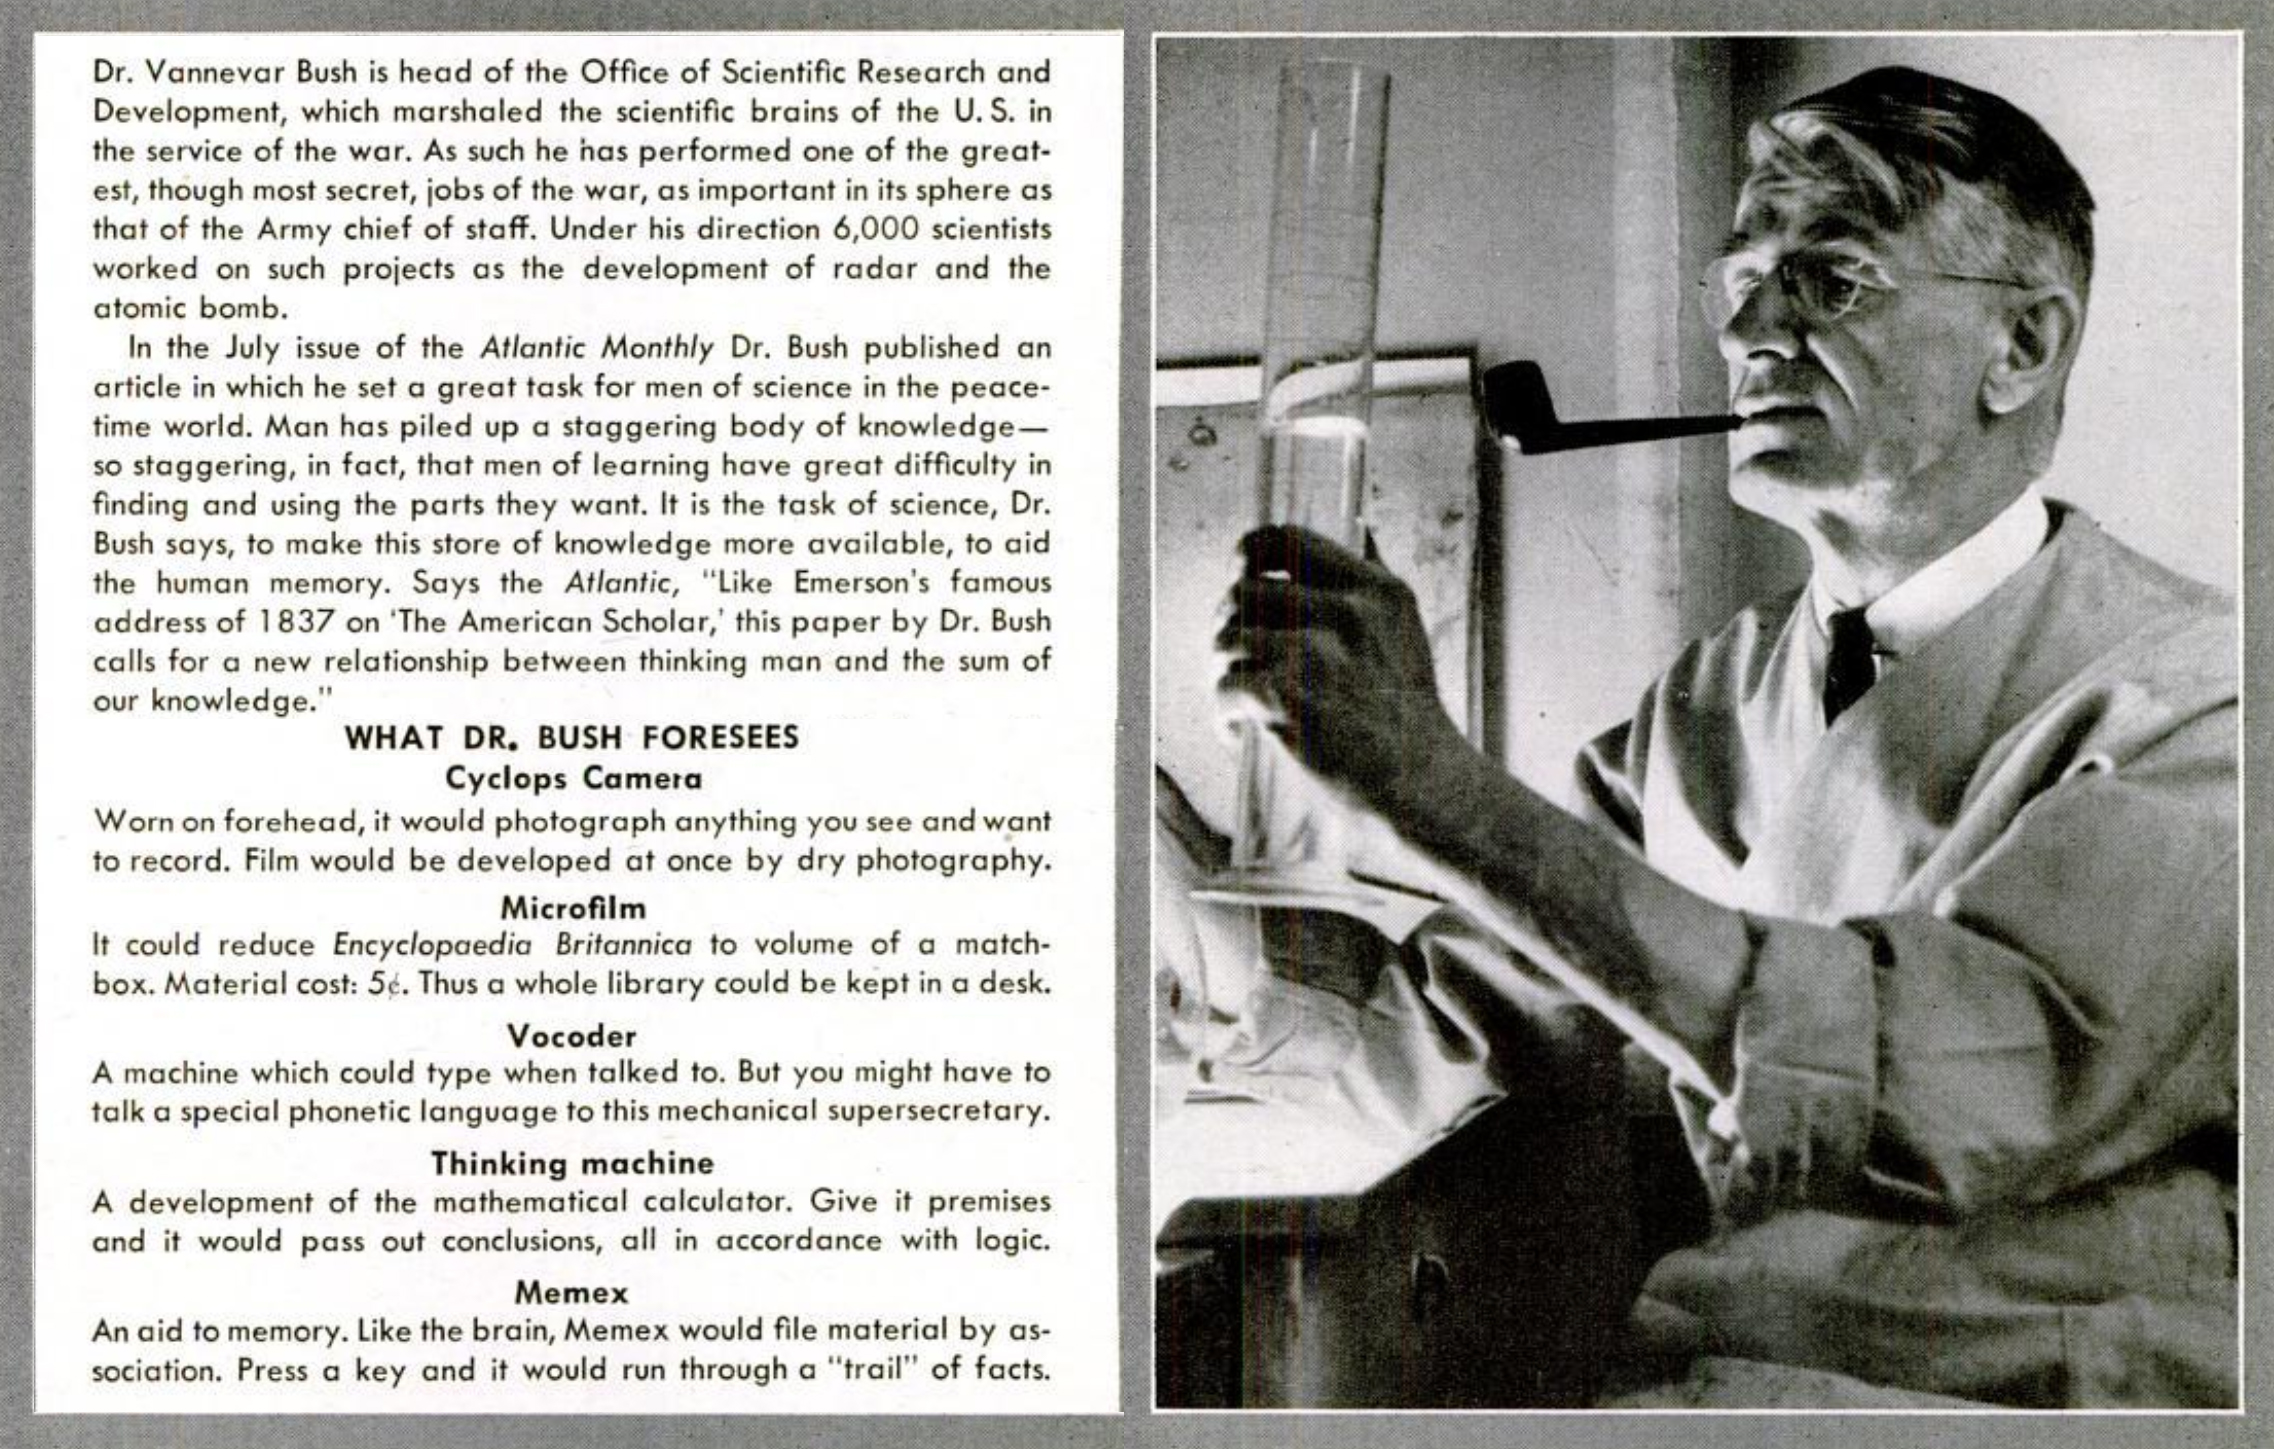 Dr. Vannevar Bush is head of the Office of Scientific Research and
Development, which marshaled the scientific brains of the U. S. in
the service of the war. As such he has performed one of the great-
est, though most secret, jobs of the war, as important in its sphere as
that of the Army chief of staff. Under his direction 6,000 scientists
worked on such projects as the development of radar and the
atomic bomb.
In the July issue of the Atlantic Monthly Dr. Bush published an
article in which he set a great task for men of science in the peace-
time world. Man has piled up a staggering body of knowledge—
so staggering, in fact, that men of learning have great difficulty in
finding and using the parts they want. It is the task of science, Dr.
Bush says, to make this store of knowledge more available, to aid
the human memory. Says the Atlantic, "Like Emerson's famous
address of 1837 on 'The American Scholar,' this paper by Dr. Bush
calls for a new relationship between thinking man and the sum of
our knowledge."
WHAT DR. BUSH FORESEES
Cyclops Camera
Worn on forehead, it would photograph anything you see and want
to record. Film would be developed at once by dry photography.
Microfilm
It could reduce Encyclopaedia Britannica to volume of a match-
box. Material cost: 5¢. Thus a whole library could be kept in a desk.
Vocoder
A machine which could type when talked to. But you might have to
talk a special phonetic language to this mechanical supersecretary.
Thinking machine
A development of the mathematical calculator. Give it premises
and it would pass out conclusions, all in accordance with logic.
Memex
An aid to memory. Like the brain, Memex would file material by as-
sociation. Press a key and it would run through a "trail" of facts.